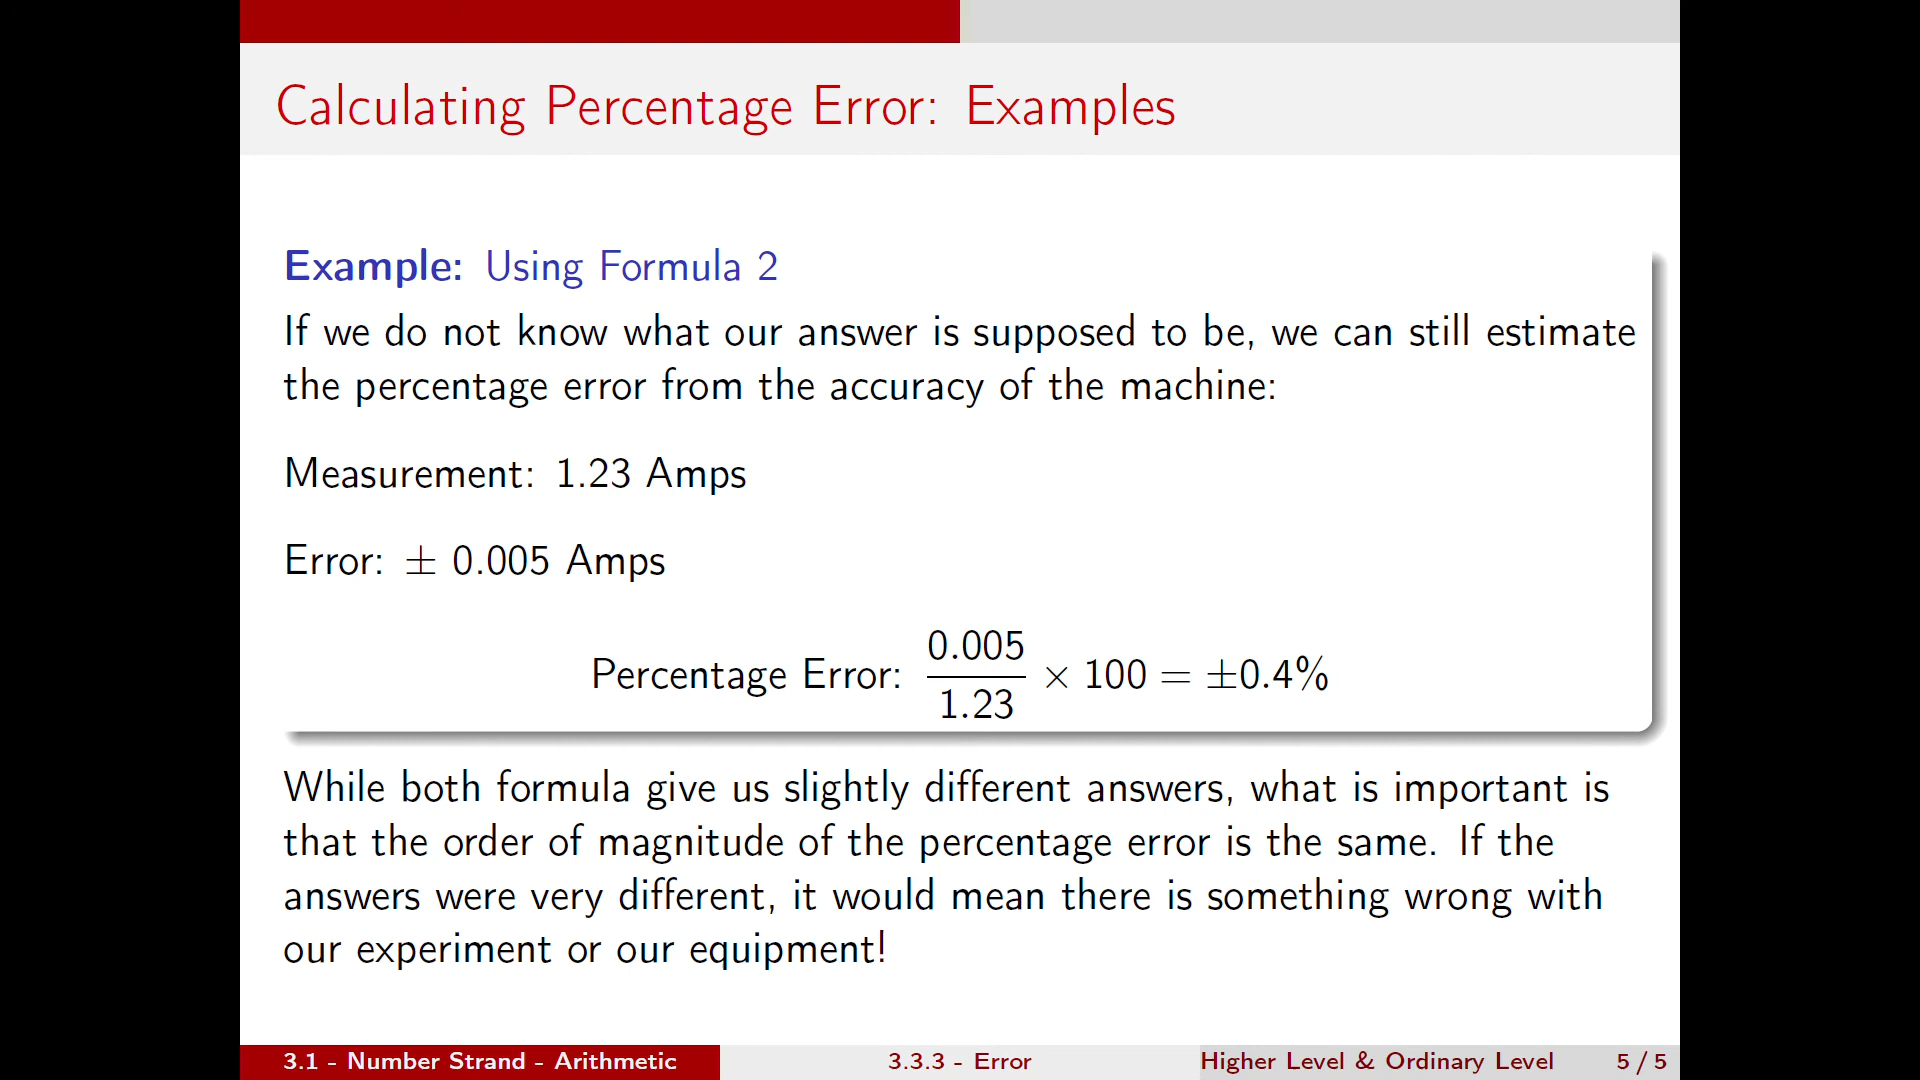 Calculating Percentage Error: Examples
Example: Using Formula 2
If we do not know what our answer is supposed to be, we can still estimate
the percentage error from the accuracy of the machine:
Measurement: 1.23 Amps
Error: ± 0.005 Amps
Percentage Error: 0.005/1.23 × 100 = ±0.4%
While both formula give us slightly different answers, what is important is
that the order of magnitude of the percentage error is the same. If the
answers were very different, it would mean there is something wrong with
our experiment or our equipment!
3.1 - Number Strand - Arithmetic 3.3.3 - Error Higher Level & Ordinary Level 5 / 5